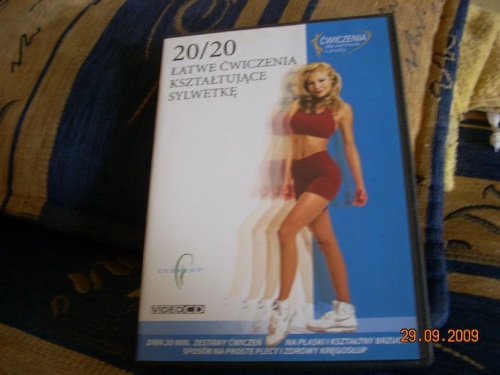 20/20
ŁATWE ĆWICZENIA
KSZTAŁTUJĄCE
SYLWETKĘ
ĆWICZENIA
VIDEO CD
DWA 20 MIN. ZESTAWY ĆWICZEŃ NA PŁASKI I KSZTAŁTNY BRZUCH
SPOSÓB NA PROSTE PLECY I ZDROWY KRĘGOSŁUP
29.09.2009